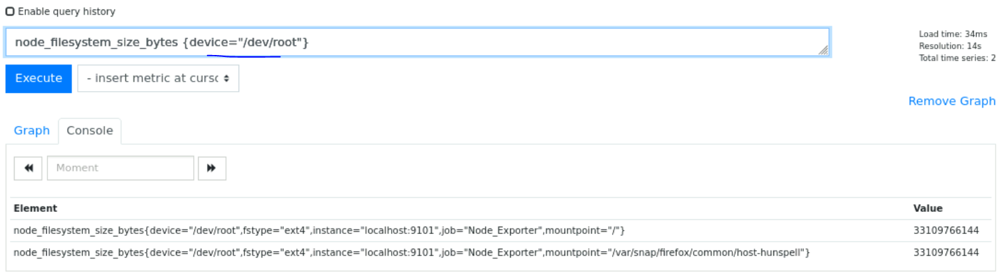 Enable query history
node_filesystem_size_bytes {device="/dev/root"}
Load time: 34ms
Resolution: 14s
Total time series: 2
Execute
- insert metric at curso
Remove Graph
Graph Console
Moment
Element Value
node_filesystem_size_bytes{device="/dev/root",fstype="ext4",instance="localhost:9101",job="Node_Exporter",mountpoint="/"} 33109766144
node_filesystem_size_bytes{device="/dev/root",fstype="ext4",instance="localhost:9101",job="Node_Exporter",mountpoint="/var/snap/firefox/common/host-hunspell"} 33109766144